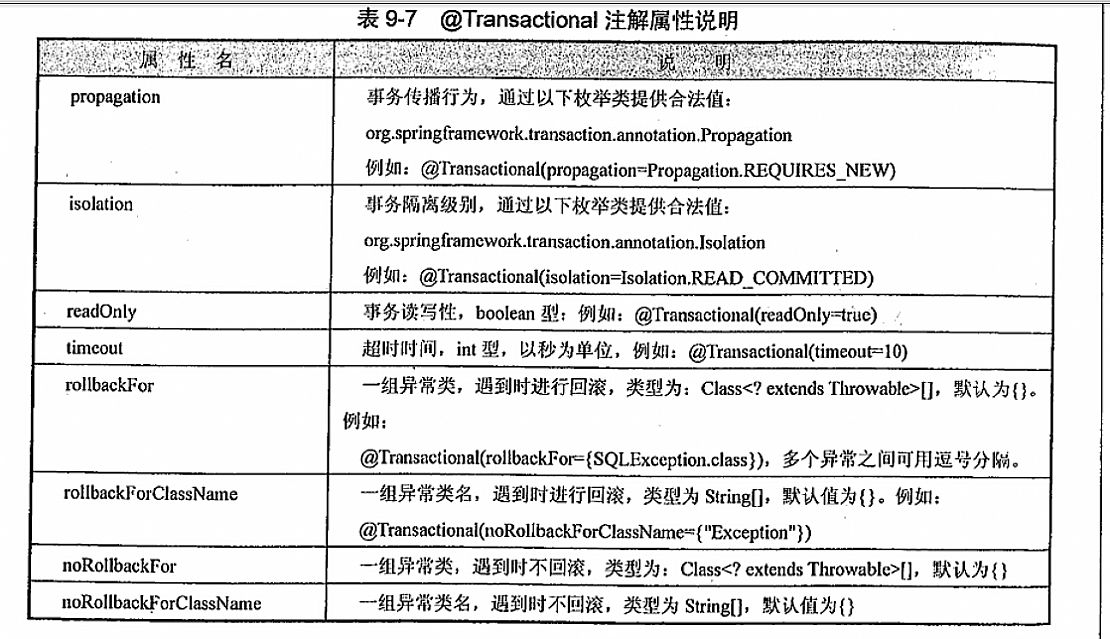 表 9-7 @Transactional 注解属性说明
属 性 名
说 明
propagation
事务传播行为，通过以下枚举类提供合法值：
org.springframework.transaction.annotation.Propagation
例如：@Transactional(propagation=Propagation.REQUIRES_NEW)
isolation
事务隔离级别，通过以下枚举类提供合法值：
org.springframework.transaction.annotation.Isolation
例如：@Transactional(isolation=Isolation.READ_COMMITTED)
readOnly
事务读写性，boolean 型；例如：@Transactional(readOnly=true)
timeout
超时时间，int 型，以秒为单位，例如：@Transactional(timeout=10)
rollbackFor
一组异常类，遇到时进行回滚，类型为：Class<? extends Throwable>[]，默认为{}。
例如：
@Transactional(rollbackFor={SQLException.class})，多个异常之间可用逗号分隔。
rollbackForClassName
一组异常类名，遇到时进行回滚，类型为 String[]，默认值为{}。例如：
@Transactional(noRollbackForClassName={"Exception"})
noRollbackFor
一组异常类，遇到时不回滚，类型为：Class<? extends Throwable>[]，默认为{}
noRollbackForClassName
一组异常类名，遇到时不回滚，类型为 String[]，默认值为{}